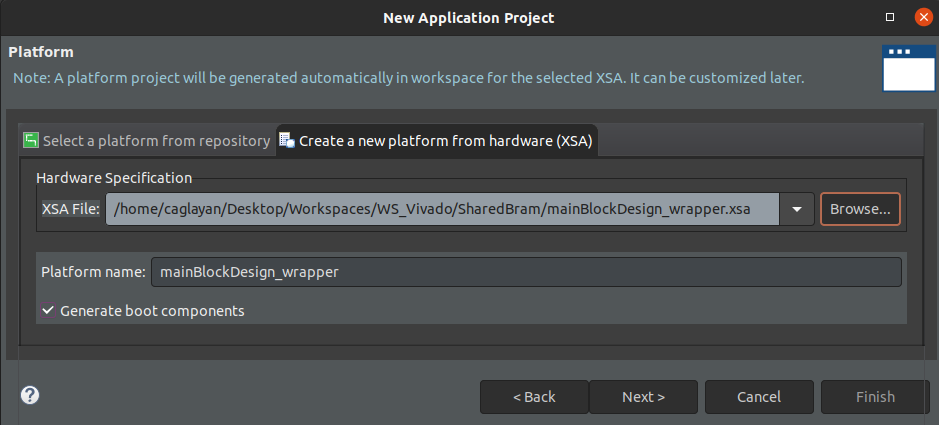 New Application Project
Platform
Note: A platform project will be generated automatically in workspace for the selected XSA. It can be customized later.
Select a platform from repository
Create a new platform from hardware (XSA)
Hardware Specification
XSA File: /home/caglayan/Desktop/Workspaces/WS_Vivado/SharedBram/mainBlockDesign_wrapper.xsa Browse...
Platform name: mainBlockDesign_wrapper
Generate boot components
? < Back Next > Cancel Finish